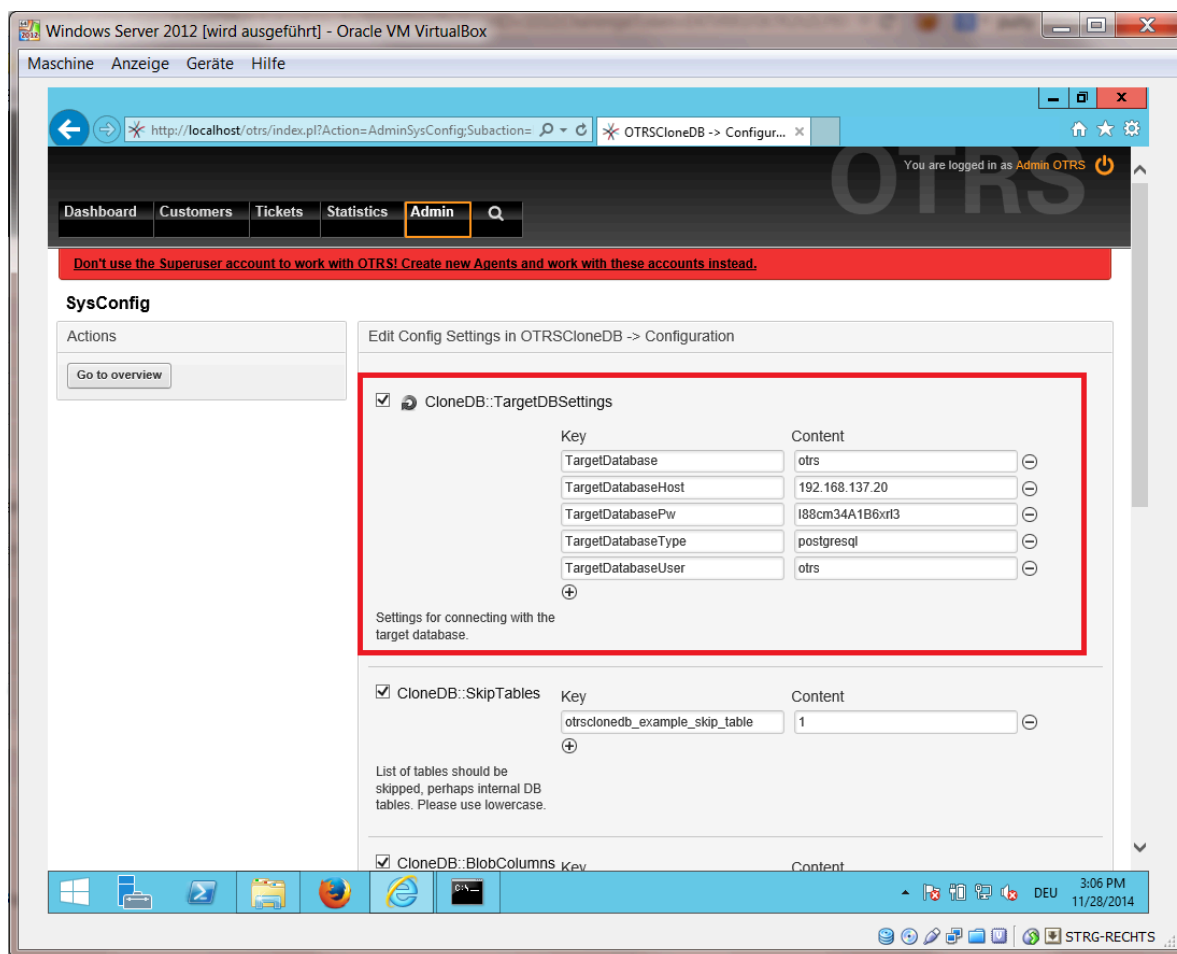 Windows Server 2012 [wird ausgeführt] - Oracle VM VirtualBox
Maschine Anzeige Geräte Hilfe
http://localhost/otrs/index.pl?Action=AdminSysConfig;Subaction=
OTRSCloneDB -> Configur...
OTRS
You are logged in as Admin OTRS
Dashboard Customers Tickets Statistics Admin
Don't use the Superuser account to work with OTRS! Create new Agents and work with these accounts instead.
SysConfig
Actions
Go to overview
Edit Config Settings in OTRSCloneDB -> Configuration
CloneDB::TargetDBSettings
Key Content
TargetDatabase otrs
TargetDatabaseHost 192.168.137.20
TargetDatabasePw I88cm34A1B6xrI3
TargetDatabaseType postgresql
TargetDatabaseUser otrs
Settings for connecting with the
target database.
CloneDB::SkipTables Key Content
otrsclonedb_example_skip_table 1
List of tables should be
skipped, perhaps internal DB
tables. Please use lowercase.
CloneDB::BlobColumns Key Content
DEU
3:06 PM
11/28/2014
STRG-RECHTS